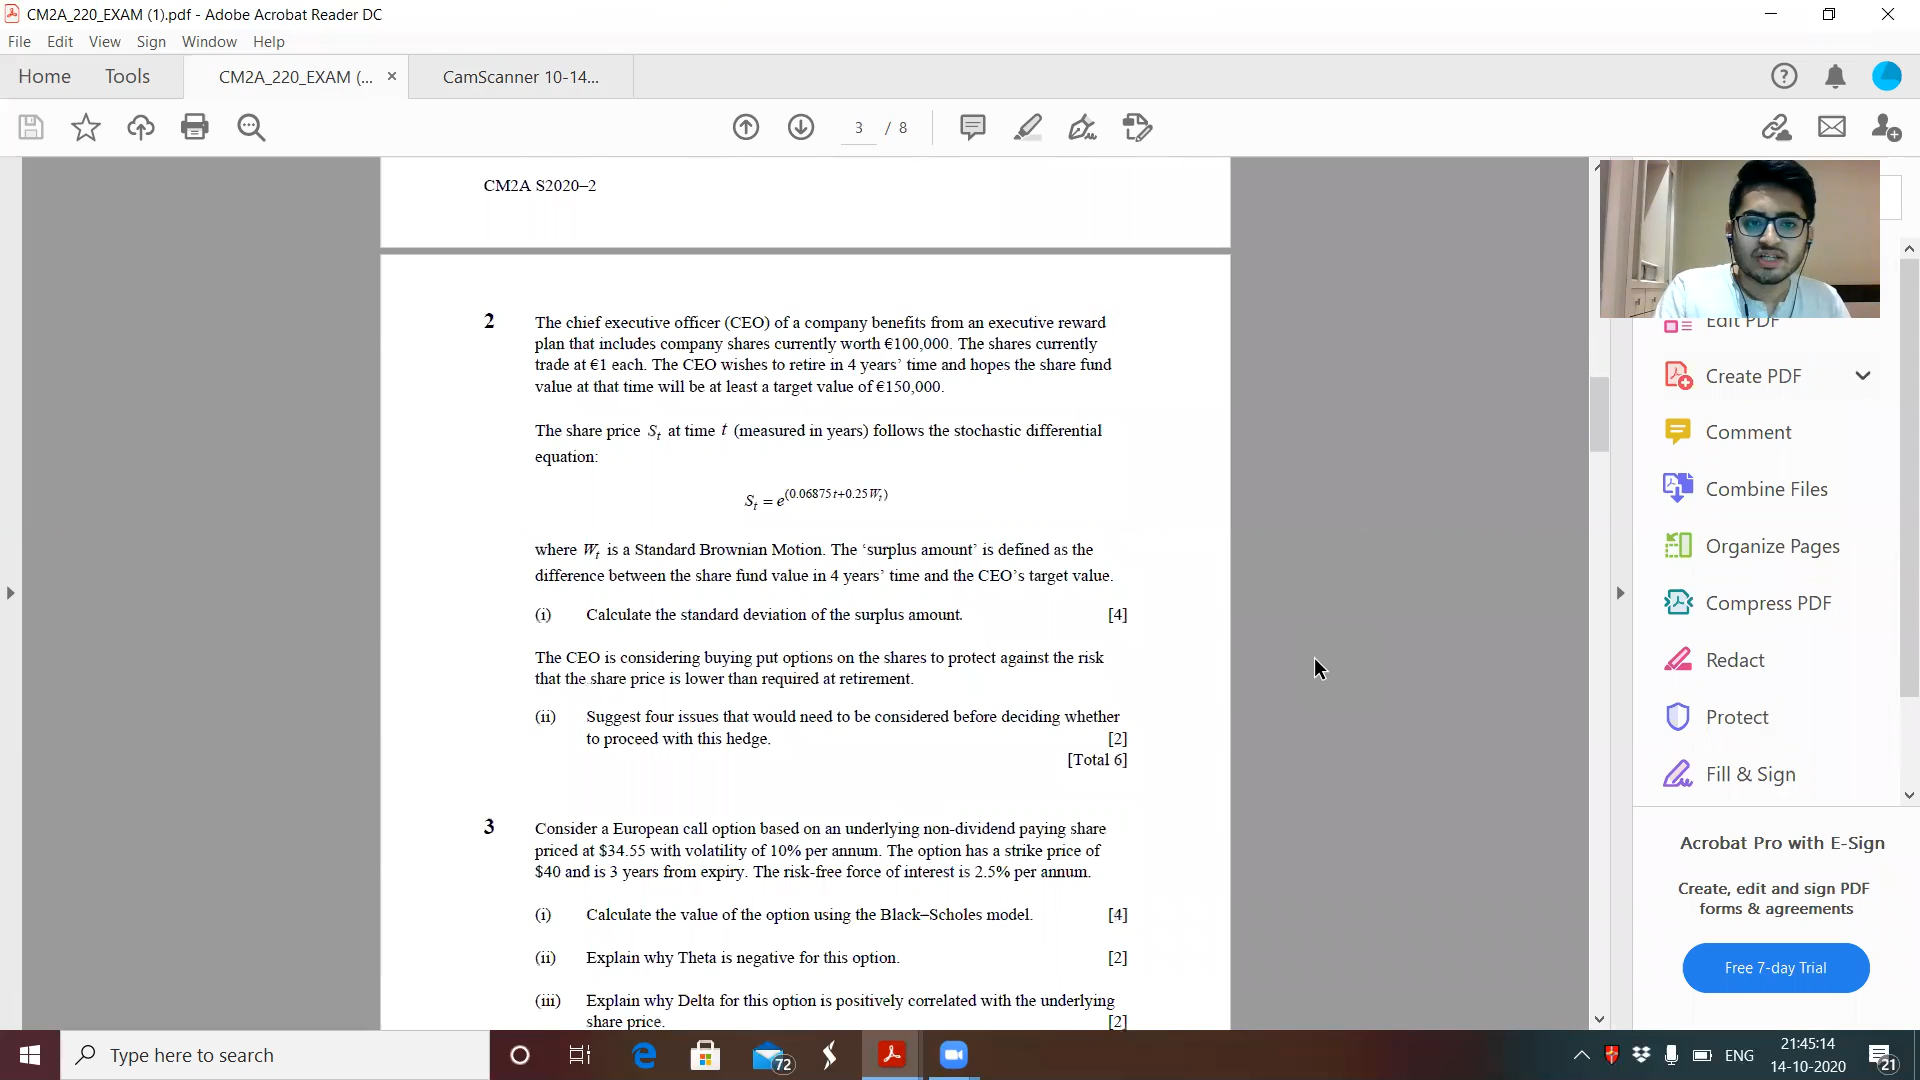 CM2A_220_EXAM (1).pdf - Adobe Acrobat Reader DC
File Edit View Sign Window Help
Home Tools CM2A_220_EXAM (... × CamScanner 10-14...
3 / 8
CM2A S2020–2
2 The chief executive officer (CEO) of a company benefits from an executive reward
plan that includes company shares currently worth €100,000. The shares currently
trade at €1 each. The CEO wishes to retire in 4 years’ time and hopes the share fund
value at that time will be at least a target value of €150,000.
The share price S_t at time t (measured in years) follows the stochastic differential
equation:
S_t = e^(0.06875t+0.25W_t)
where W_t is a Standard Brownian Motion. The ‘surplus amount’ is defined as the
difference between the share fund value in 4 years’ time and the CEO’s target value.
(i) Calculate the standard deviation of the surplus amount. [4]
The CEO is considering buying put options on the shares to protect against the risk
that the share price is lower than required at retirement.
(ii) Suggest four issues that would need to be considered before deciding whether
to proceed with this hedge. [2]
[Total 6]
3 Consider a European call option based on an underlying non-dividend paying share
priced at $34.55 with volatility of 10% per annum. The option has a strike price of
$40 and is 3 years from expiry. The risk-free force of interest is 2.5% per annum.
(i) Calculate the value of the option using the Black–Scholes model. [4]
(ii) Explain why Theta is negative for this option. [2]
(iii) Explain why Delta for this option is positively correlated with the underlying
share price. [2]
Edit PDF
Create PDF
Comment
Combine Files
Organize Pages
Compress PDF
Redact
Protect
Fill & Sign
Acrobat Pro with E-Sign
Create, edit and sign PDF
forms & agreements
Free 7-day Trial
Type here to search
72
ENG
21:45:14
14-10-2020
21